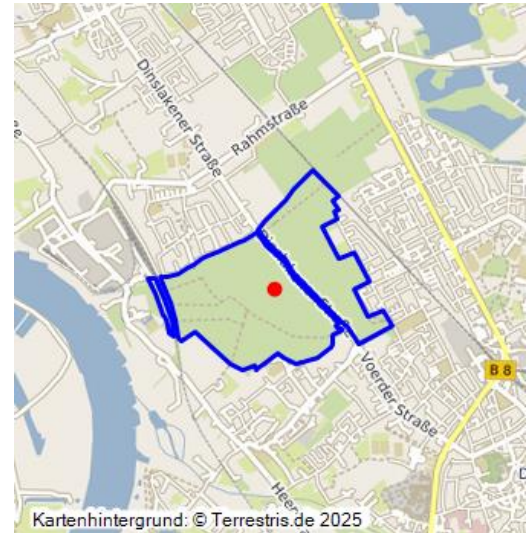 Dinslakener Straße
Rahmstraße
Voerder Straße
B 8
Kartenhintergrund: © Terrestris.de 2025